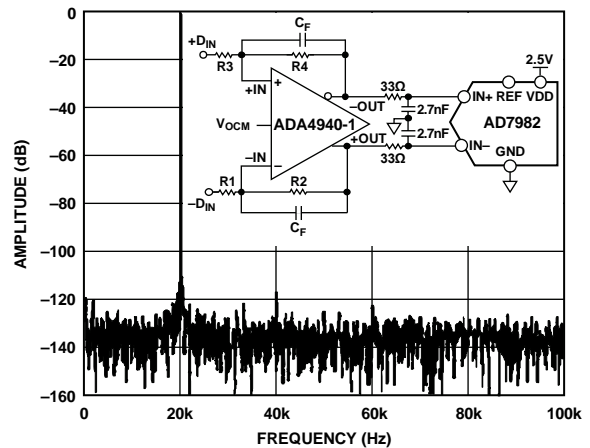 0
–20
–40
–60
–80
–100
–120
–140
–160
AMPLITUDE (dB)
0
20k
40k
60k
80k
100k
FREQUENCY (Hz)
CF
+DIN
R3
R4
+IN
+
–OUT
33Ω
2.7nF
VOCM
ADA4940-1
+OUT
2.7nF
33Ω
–IN
–
R1
R2
–DIN
CF
2.5V
IN+ REF VDD
AD7982
IN–
GND